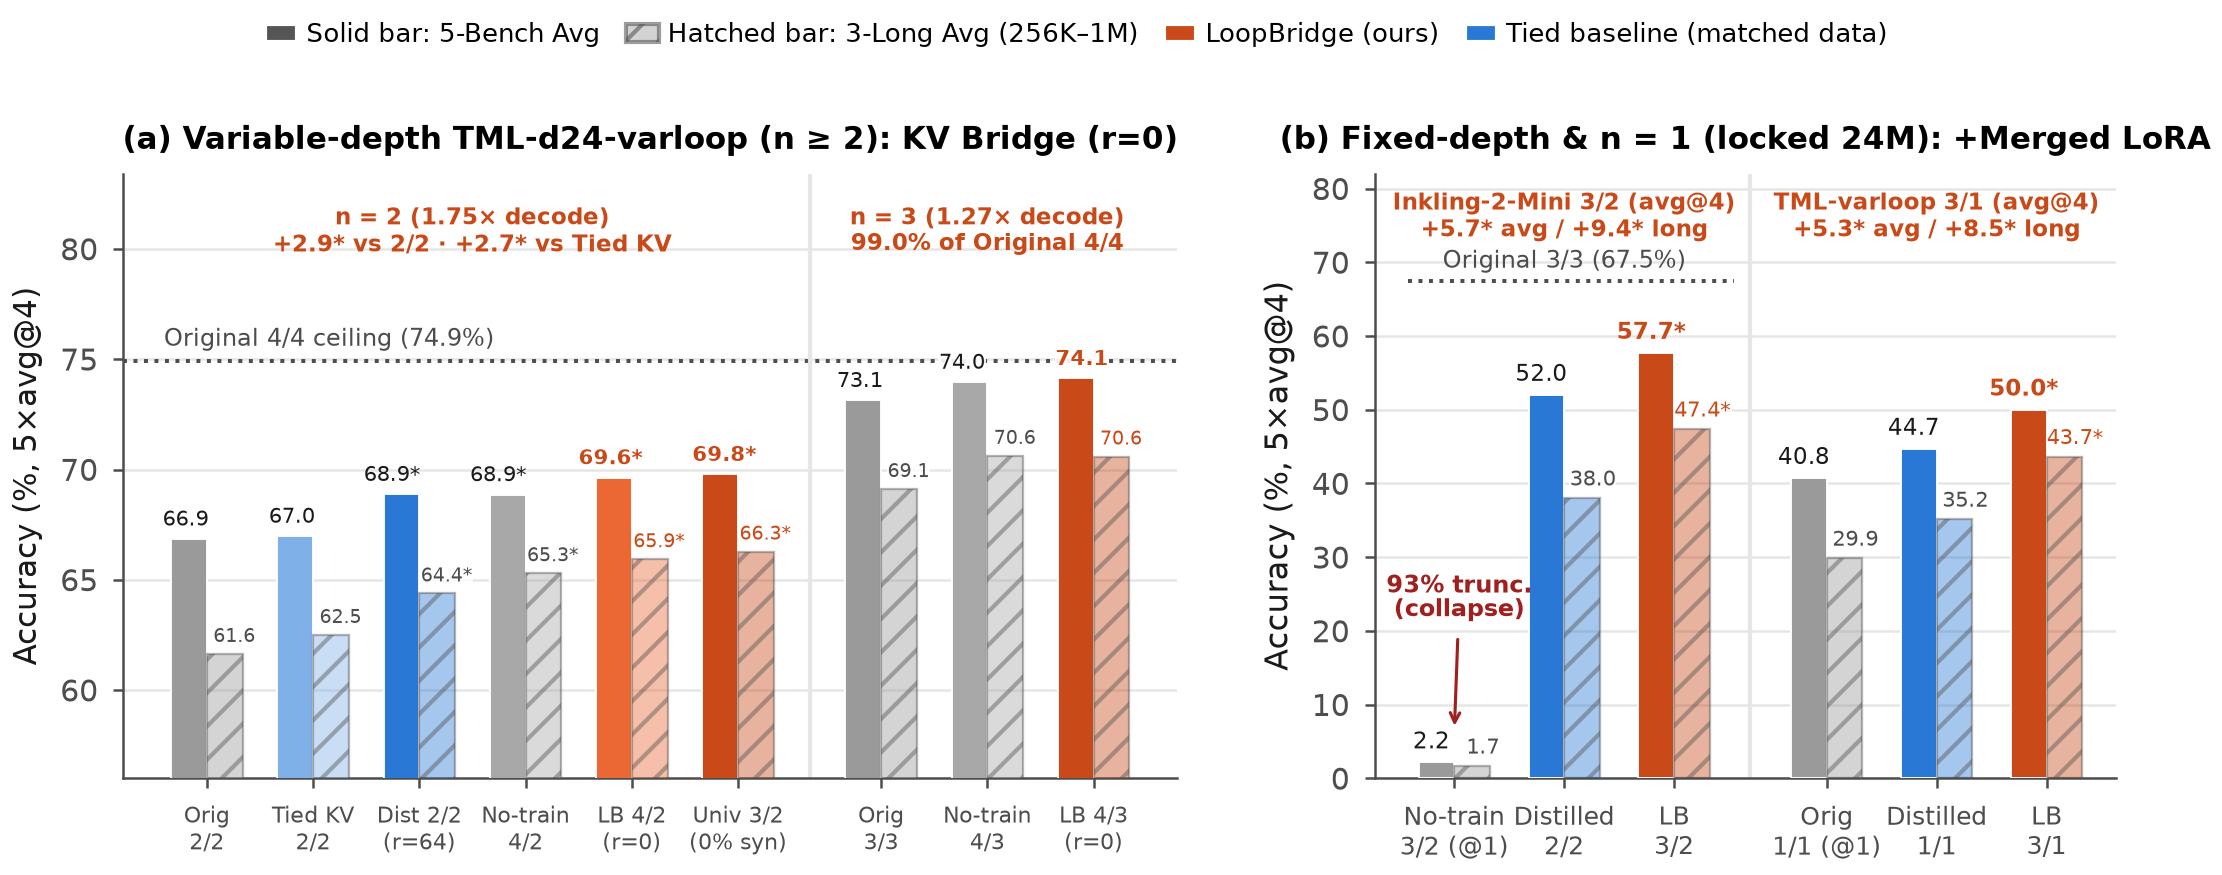 Solid bar: 5-Bench Avg
Hatched bar: 3-Long Avg (256K–1M)
LoopBridge (ours)
Tied baseline (matched data)
(a) Variable-depth TML-d24-varloop (n ≥ 2): KV Bridge (r=0)
Accuracy (%, 5×avg@4)
80
75
70
65
60
n = 2 (1.75× decode)
+2.9* vs 2/2 · +2.7* vs Tied KV
n = 3 (1.27× decode)
99.0% of Original 4/4
Original 4/4 ceiling (74.9%)
66.9
61.6
67.0
62.5
68.9*
64.4*
68.9*
65.3*
69.6*
65.9*
69.8*
66.3*
73.1
69.1
74.0
70.6
74.1
70.6
Orig
2/2
Tied KV
2/2
Dist 2/2
(r=64)
No-train
4/2
LB 4/2
(r=0)
Univ 3/2
(0% syn)
Orig
3/3
No-train
4/3
LB 4/3
(r=0)
(b) Fixed-depth & n = 1 (locked 24M): +Merged LoRA
Accuracy (%, 5×avg@4)
80
70
60
50
40
30
20
10
0
Inkling-2-Mini 3/2 (avg@4)
+5.7* avg / +9.4* long
TML-varloop 3/1 (avg@4)
+5.3* avg / +8.5* long
Original 3/3 (67.5%)
93% trunc.
(collapse)
2.2
1.7
52.0
38.0
57.7*
47.4*
40.8
29.9
44.7
35.2
50.0*
43.7*
No-train
3/2 (@1)
Distilled
2/2
LB
3/2
Orig
1/1 (@1)
Distilled
1/1
LB
3/1